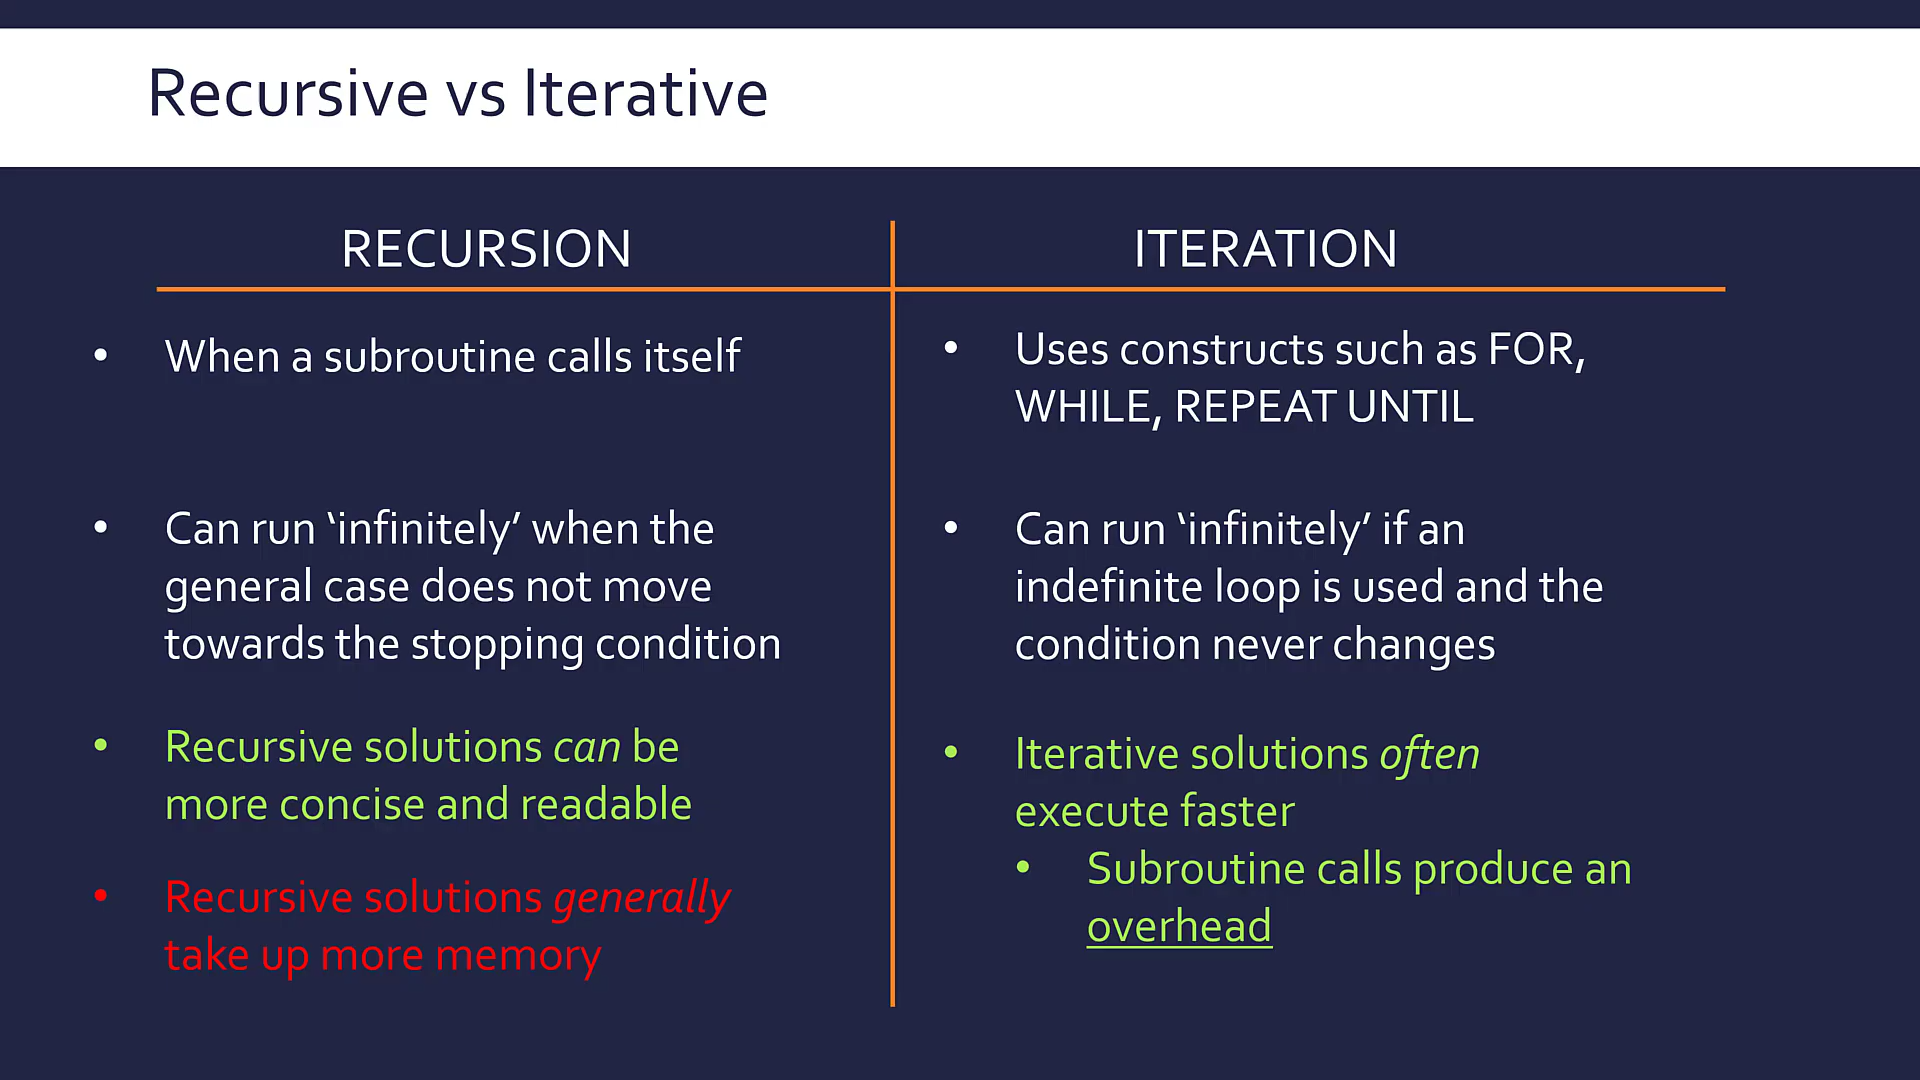 Recursive vs Iterative
RECURSION
• When a subroutine calls itself
• Can run ‘infinitely’ when the
general case does not move
towards the stopping condition
• Recursive solutions can be
more concise and readable
• Recursive solutions generally
take up more memory
ITERATION
• Uses constructs such as FOR,
WHILE, REPEAT UNTIL
• Can run ‘infinitely’ if an
indefinite loop is used and the
condition never changes
• Iterative solutions often
execute faster
• Subroutine calls produce an
overhead